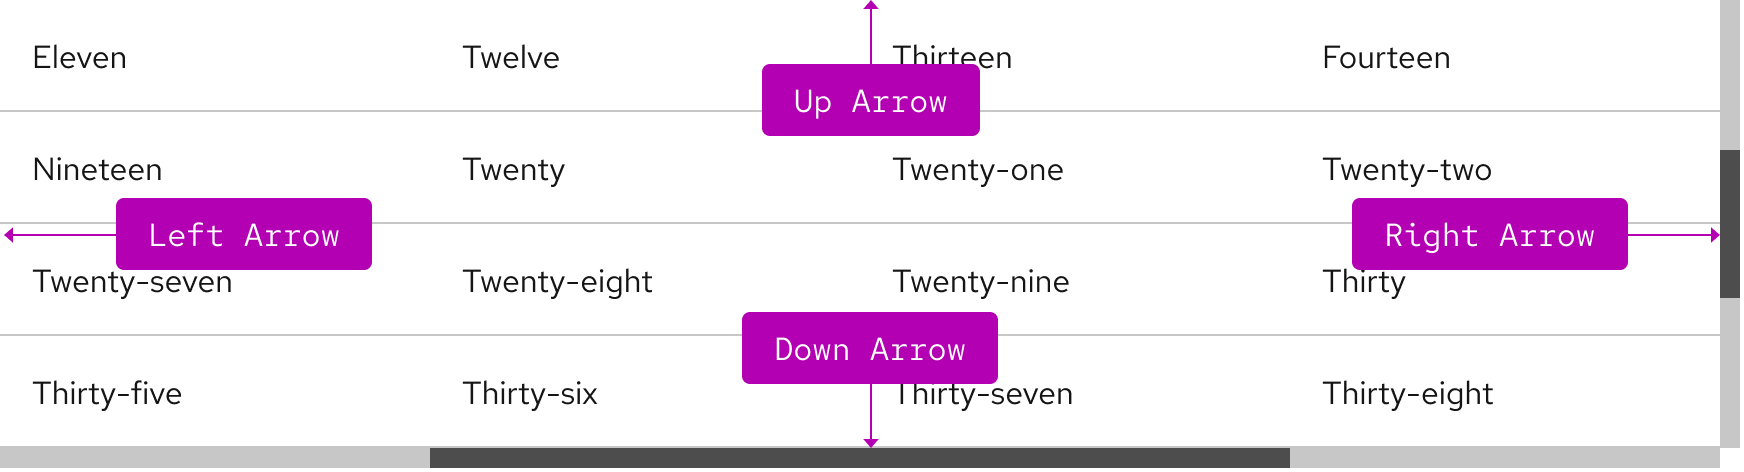 Eleven Twelve Thirteen Fourteen
Up Arrow
Nineteen Twenty Twenty-one Twenty-two
Left Arrow Right Arrow
Twenty-seven Twenty-eight Twenty-nine Thirty
Down Arrow
Thirty-five Thirty-six Thirty-seven Thirty-eight